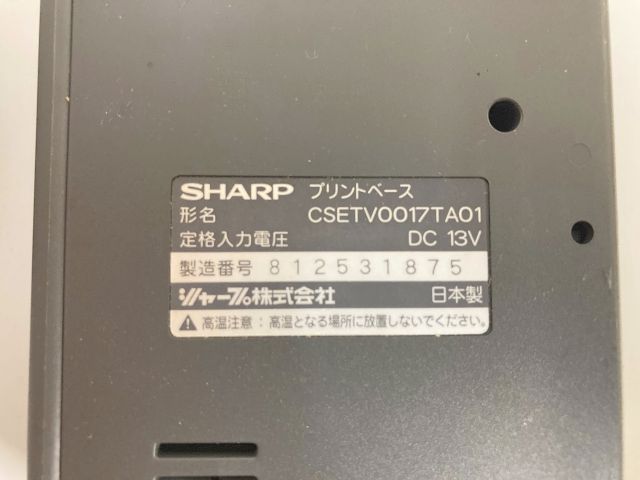 SHARP プリントベース
形名 CSETV0017TA01
定格入力電圧 DC 13V
製造番号 812531875
シャープ株式会社 日本製
⚠ 高温注意：高温となる場所に放置しないでください。